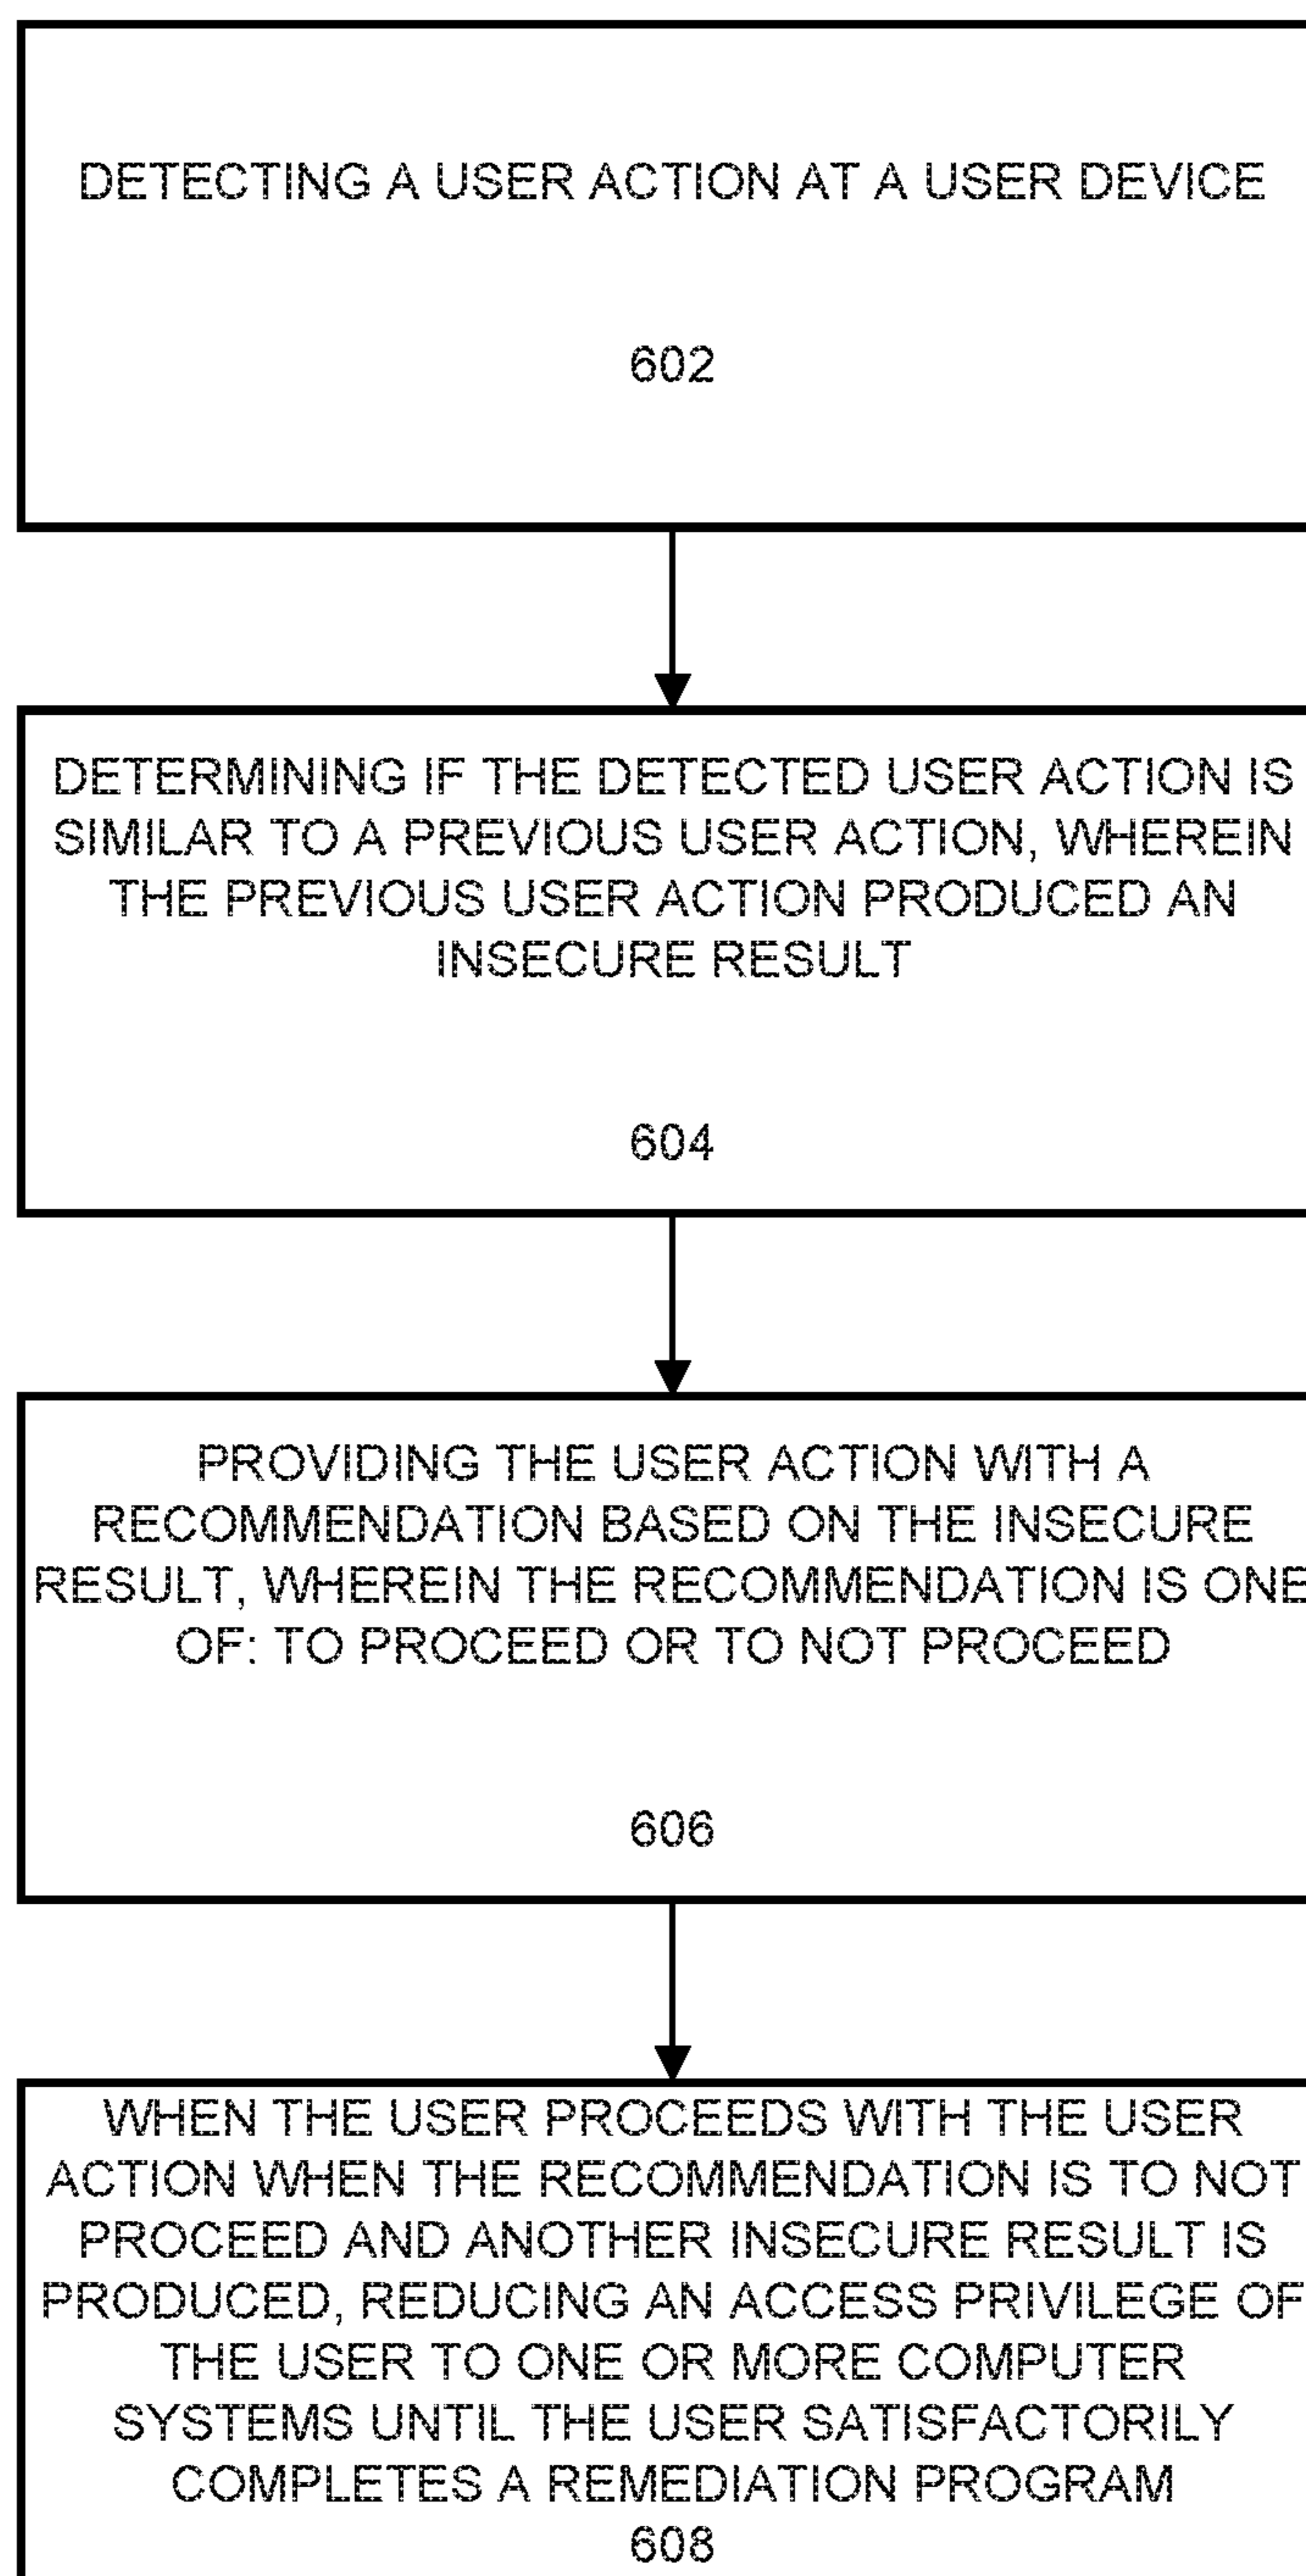 DETECTING A USER ACTION AT A USER DEVICE
602
DETERMINING IF THE DETECTED USER ACTION IS
SIMILAR TO A PREVIOUS USER ACTION, WHEREIN
THE PREVIOUS USER ACTION PRODUCED AN
INSECURE RESULT
604
PROVIDING THE USER ACTION WITH A
RECOMMENDATION BASED ON THE INSECURE
RESULT, WHEREIN THE RECOMMENDATION IS ONE
OF: TO PROCEED OR TO NOT PROCEED
606
WHEN THE USER PROCEEDS WITH THE USER
ACTION WHEN THE RECOMMENDATION IS TO NOT
PROCEED AND ANOTHER INSECURE RESULT IS
PRODUCED, REDUCING AN ACCESS PRIVILEGE OF
THE USER TO ONE OR MORE COMPUTER
SYSTEMS UNTIL THE USER SATISFACTORILY
COMPLETES A REMEDIATION PROGRAM
608